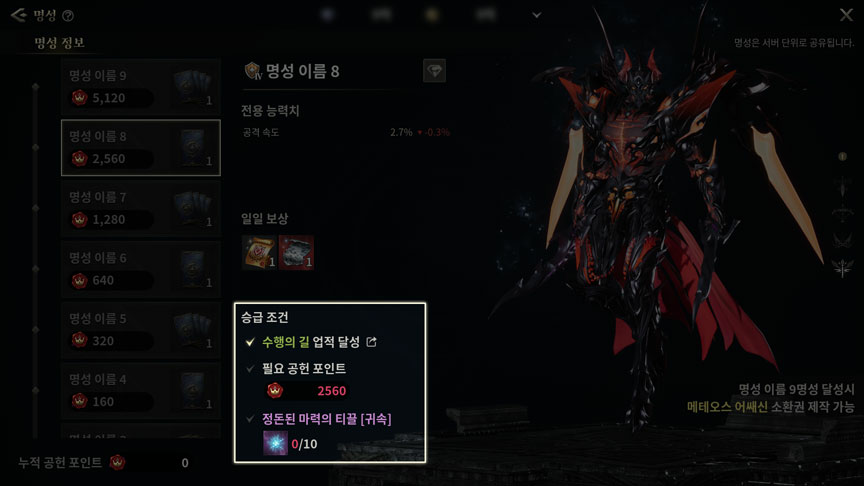 명성
명성 정보
명성은 서버 단위로 공유됩니다.
명성 이름 9
5,120
1
명성 이름 8
2,560
1
명성 이름 7
1,280
1
명성 이름 6
640
1
명성 이름 5
320
1
명성 이름 4
160
1
누적 공헌 포인트
0
IV 명성 이름 8
전용 능력치
공격 속도 2.7% ▼-0.3%
일일 보상
1 1
승급 조건
수행의 길 업적 달성
필요 공헌 포인트
2560
정돈된 마력의 티끌 [귀속]
0/10
명성 이름 9명성 달성시
메테오스 어쌔신 소환권 제작 가능